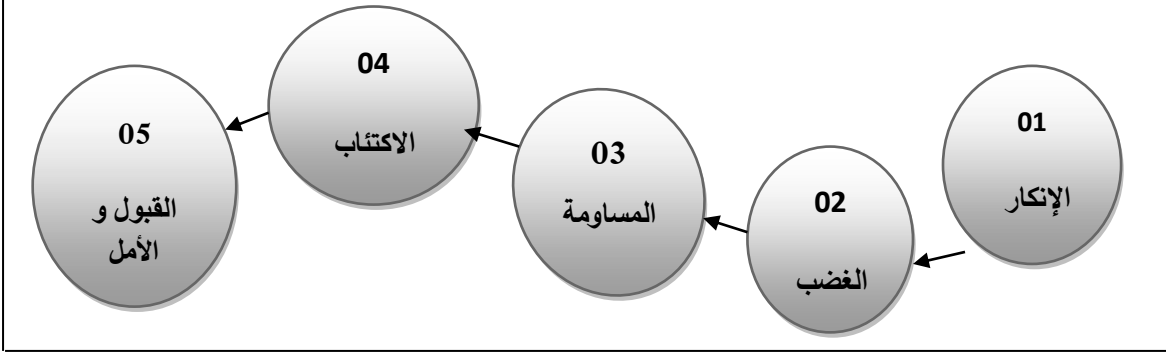 01
الإنكار
02
الغضب
03
المساومة
04
الاكتئاب
05
القبول و
الأمل